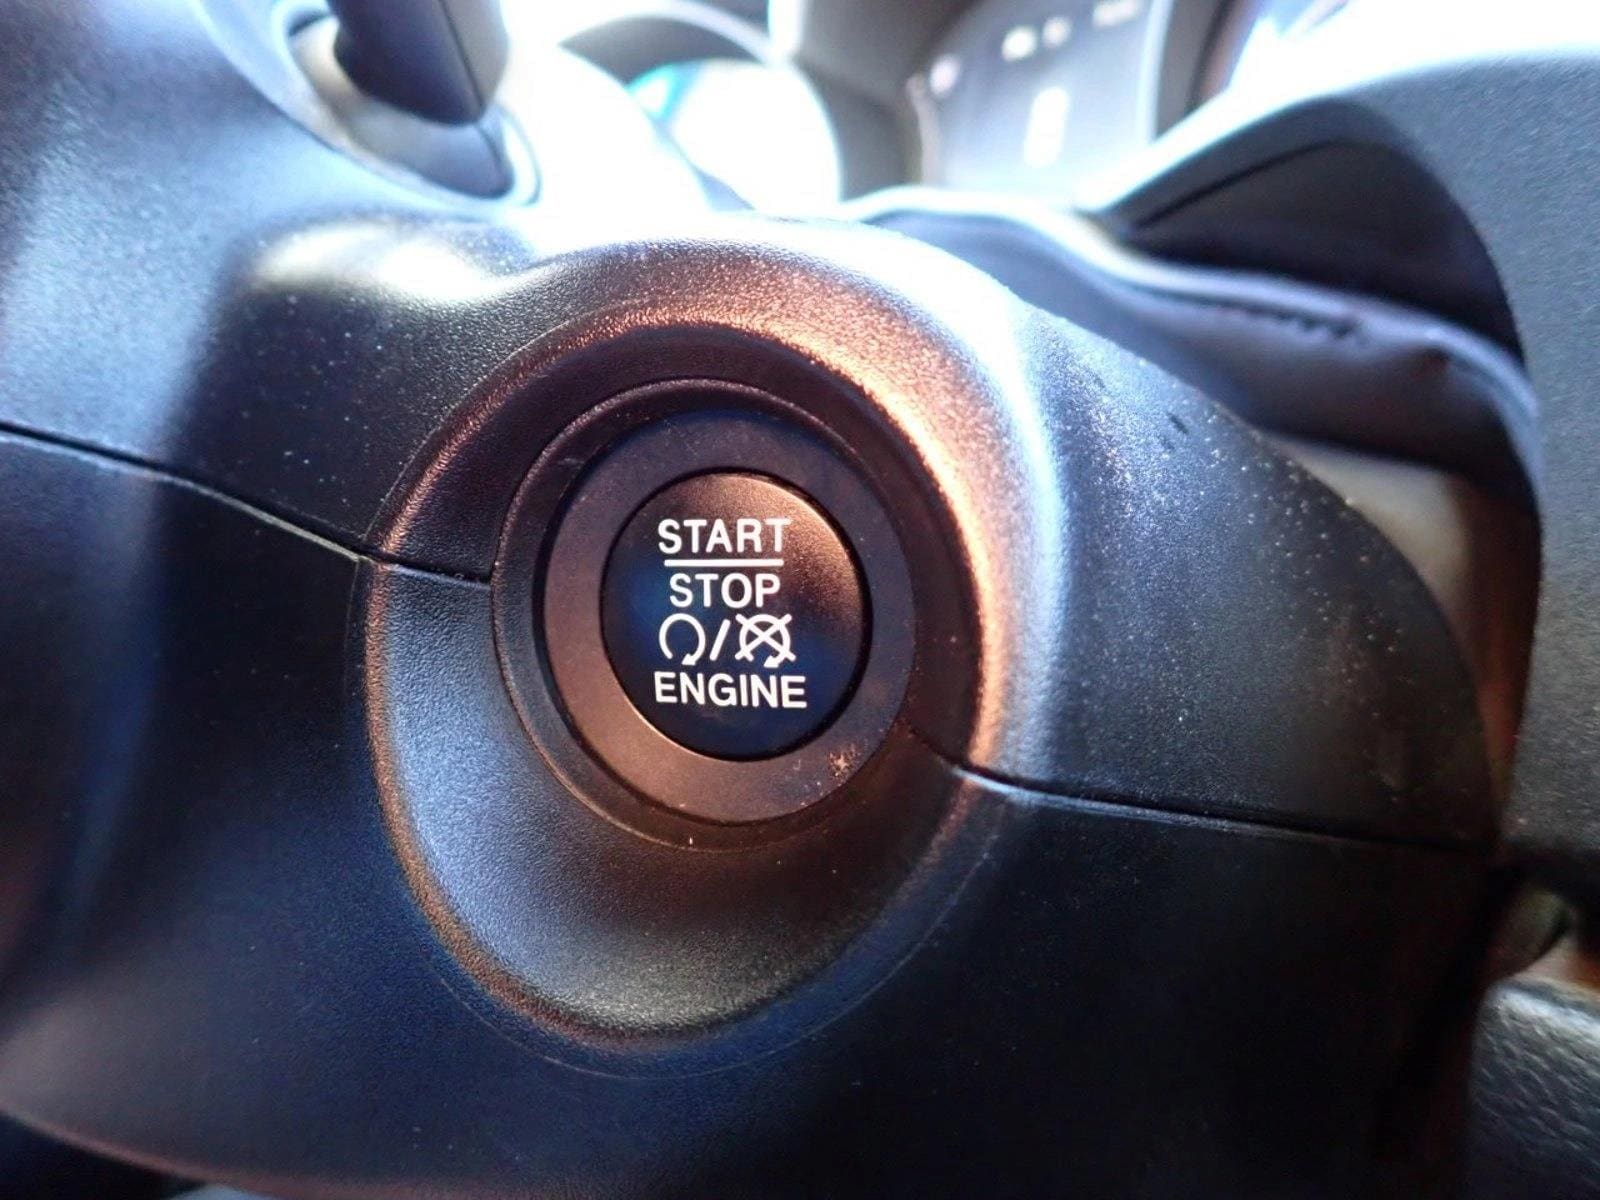 START
STOP
/
ENGINE